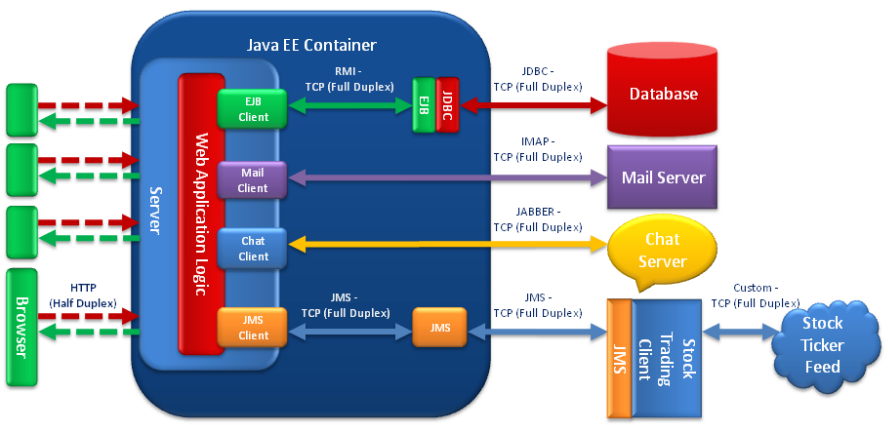 Java EE Container
RMI -
TCP (Full Duplex)
JDBC -
TCP (Full Duplex)
EJB
Client
EJB
JDBC
Database
IMAP -
TCP (Full Duplex)
Mail
Client
Mail Server
Server
Web Application Logic
JABBER -
TCP (Full Duplex)
Chat
Client
Chat
Server
Browser
HTTP
(Half Duplex)
JMS -
TCP (Full Duplex)
JMS -
TCP (Full Duplex)
Custom -
TCP (Full Duplex)
JMS
Client
JMS
JMS
Stock
Trading
Client
Stock
Ticker
Feed